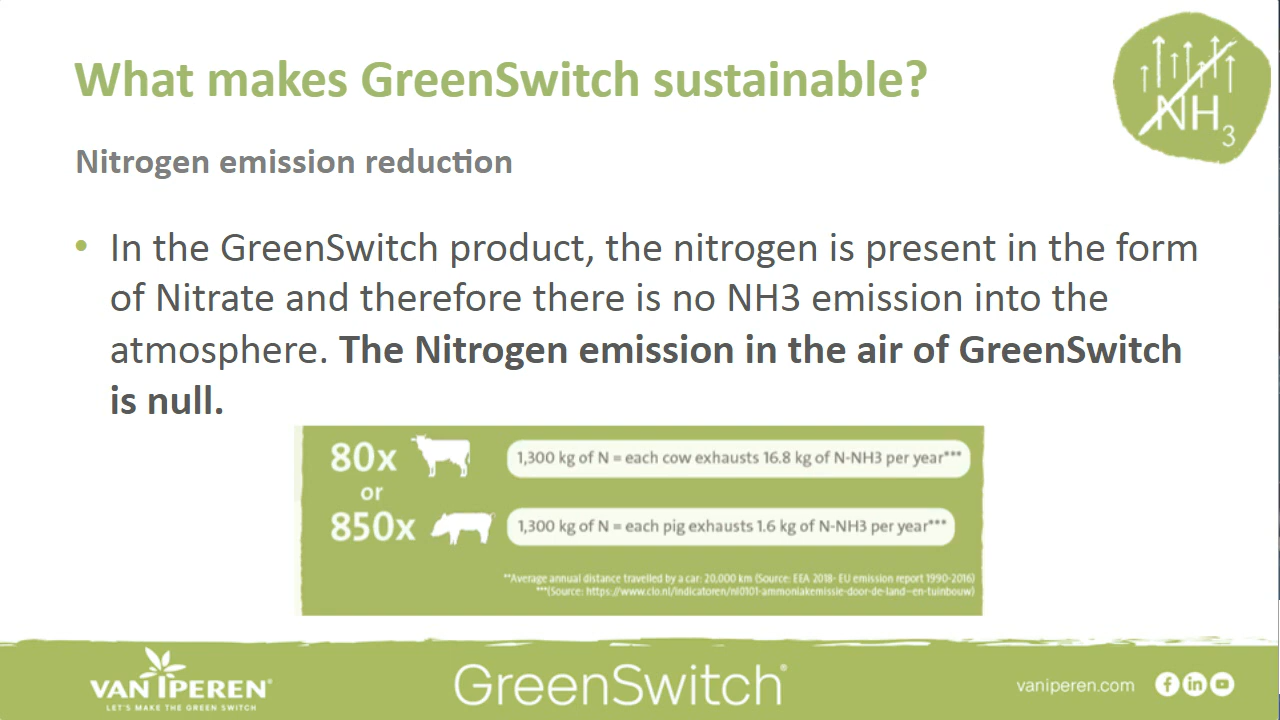 What makes GreenSwitch sustainable?
NH3
Nitrogen emission reduction
• In the GreenSwitch product, the nitrogen is present in the form
of Nitrate and therefore there is no NH3 emission into the
atmosphere. The Nitrogen emission in the air of GreenSwitch
is null.
80x
1,300 kg of N = each cow exhausts 16.8 kg of N-NH3 per year***
or
850x
1,300 kg of N = each pig exhausts 1.6 kg of N-NH3 per year***
**Average annual distance travelled by a car: 20,000 km (Source: EEA 2018- EU emission report 1990-2016)
***(Source: https://www.clo.nl/indicatoren/nl0101-ammoniakemissie-door-de-land--en-tuinbouw)
VAN IPEREN®
LET'S MAKE THE GREEN SWITCH
GreenSwitch®
vaniperen.com
f in